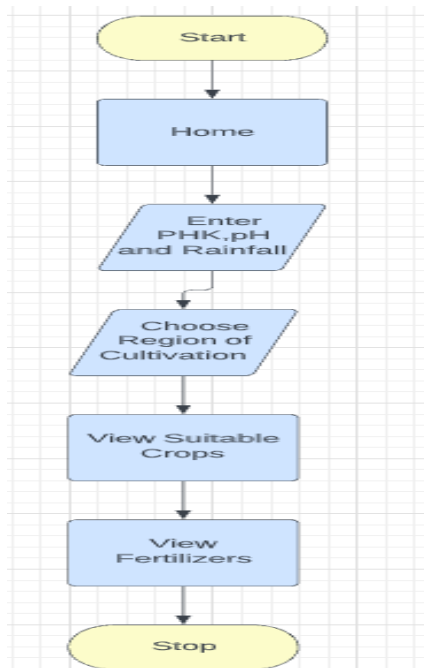 Start
Home
Enter
PHK,pH
and Rainfall
Choose
Region of
Cultivation
View Suitable
Crops
View
Fertilizers
Stop